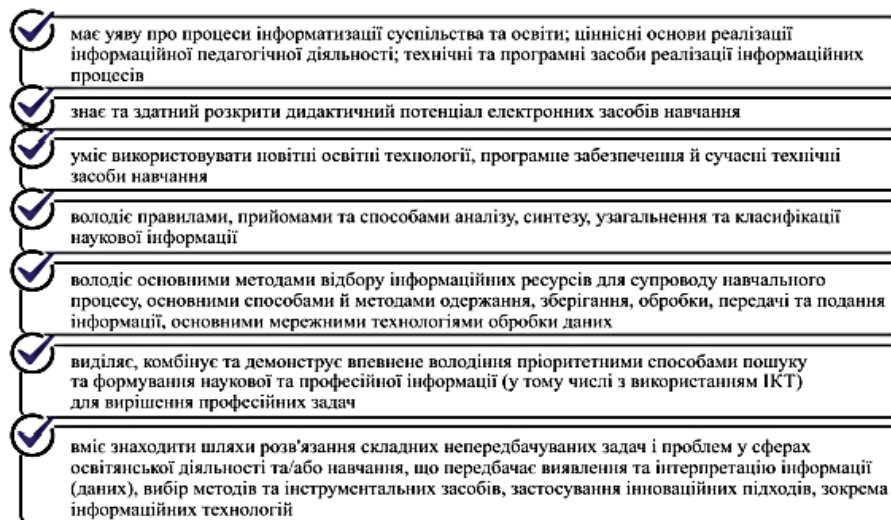 має уяву про процеси інформатизації суспільства та освіти; ціннісні основи реалізації
інформаційної педагогічної діяльності; технічні та програмні засоби реалізації інформаційних
процесів
знає та здатний розкрити дидактичний потенціал електронних засобів навчання
уміє використовувати новітні освітні технології, програмне забезпечення й сучасні технічні
засоби навчання
володіє правилами, прийомами та способами аналізу, синтезу, узагальнення та класифікації
наукової інформації
володіє основними методами відбору інформаційних ресурсів для супроводу навчального
процесу, основними способами й методами одержання, зберігання, обробки, передачі та подання
інформації, основними мережними технологіями обробки даних
виділяє, комбінує та демонструє впевнене володіння пріоритетними способами пошуку
та формування наукової та професійної інформації (у тому числі з використанням ІКТ)
для вирішення професійних задач
вміє знаходити шляхи розв'язання складних непередбачуваних задач і проблем у сферах
освітянської діяльності та/або навчання, що передбачає виявлення та інтерпретацію інформації
(даних), вибір методів та інструментальних засобів, застосування інноваційних підходів, зокрема
інформаційних технологій